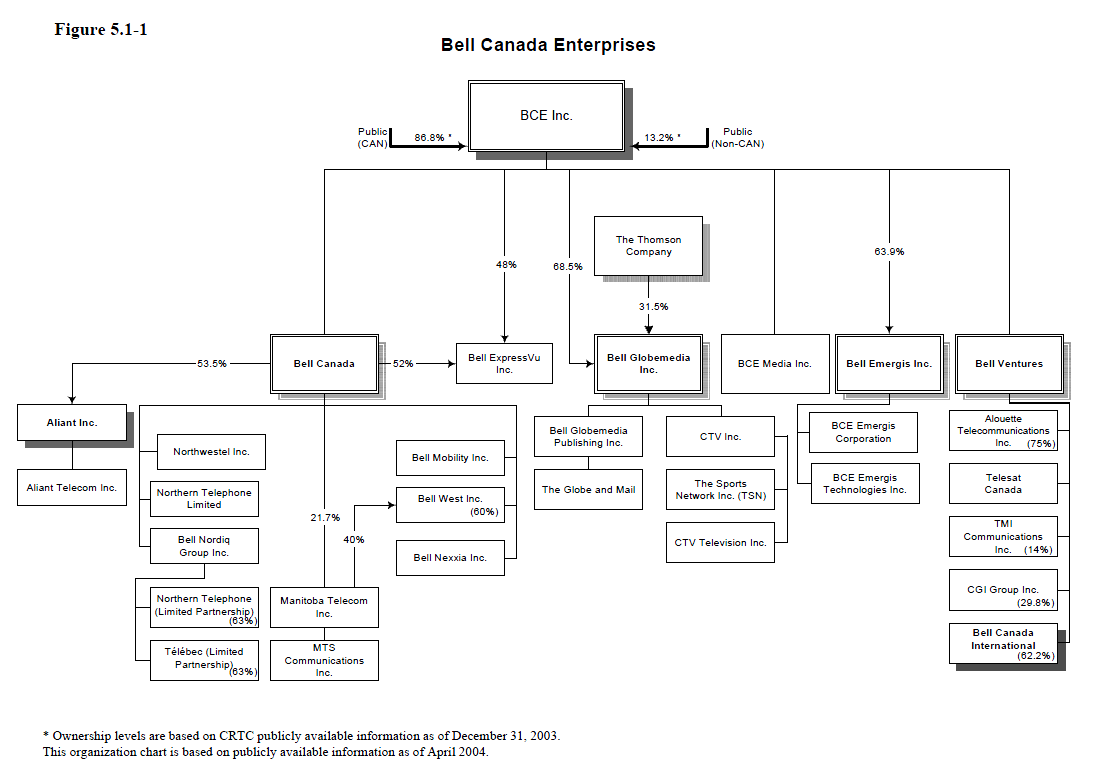 Figure 5.1-1
Bell Canada Enterprises
BCE Inc.
Public
(CAN)
86.8% *
13.2% *
Public
(Non-CAN)
The Thomson
Company
48%
68.5%
63.9%
31.5%
53.5%
Bell Canada
52%
Bell ExpressVu
Inc.
Bell Globemedia
Inc.
BCE Media Inc.
Bell Emergis Inc.
Bell Ventures
Aliant Inc.
Aliant Telecom Inc.
Northwestel Inc.
Northern Telephone
Limited
Bell Nordiq
Group Inc.
Northern Telephone
(Limited Partnership)
(63%)
Télébec (Limited
Partnership)
(63%)
21.7%
40%
Manitoba Telecom
Inc.
MTS
Communications
Inc.
Bell Mobility Inc.
Bell West Inc.
(60%)
Bell Nexxia Inc.
Bell Globemedia
Publishing Inc.
The Globe and Mail
CTV Inc.
The Sports
Network Inc. (TSN)
CTV Television Inc.
BCE Emergis
Corporation
BCE Emergis
Technologies Inc.
Alouette
Telecommunications
Inc. (75%)
Telesat
Canada
TMI
Communications
Inc. (14%)
CGI Group Inc.
(29.8%)
Bell Canada
International
(62.2%)
* Ownership levels are based on CRTC publicly available information as of December 31, 2003.
This organization chart is based on publicly available information as of April 2004.